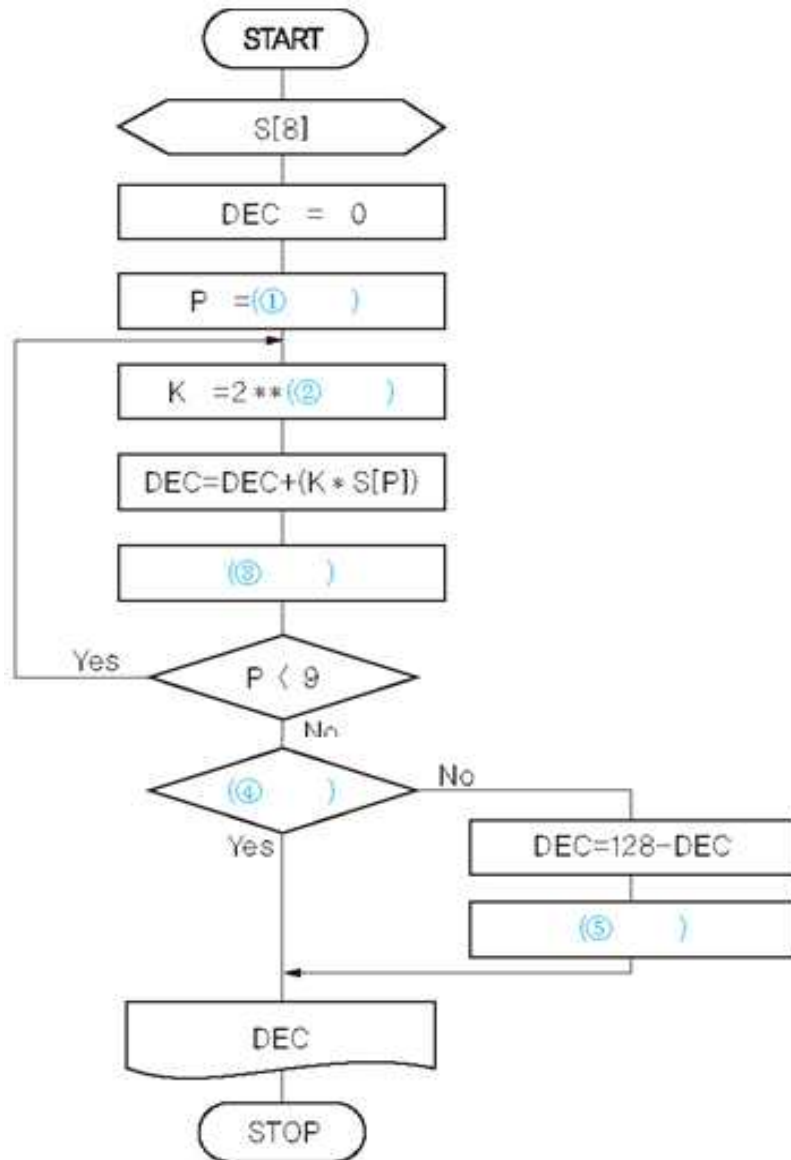 START
S[8]
DEC = 0
P =(① )
K =2**(② )
DEC=DEC+(K*S[P])
(③ )
Yes
P < 9
No
(④ )
No
Yes
DEC=128-DEC
(⑤ )
DEC
STOP